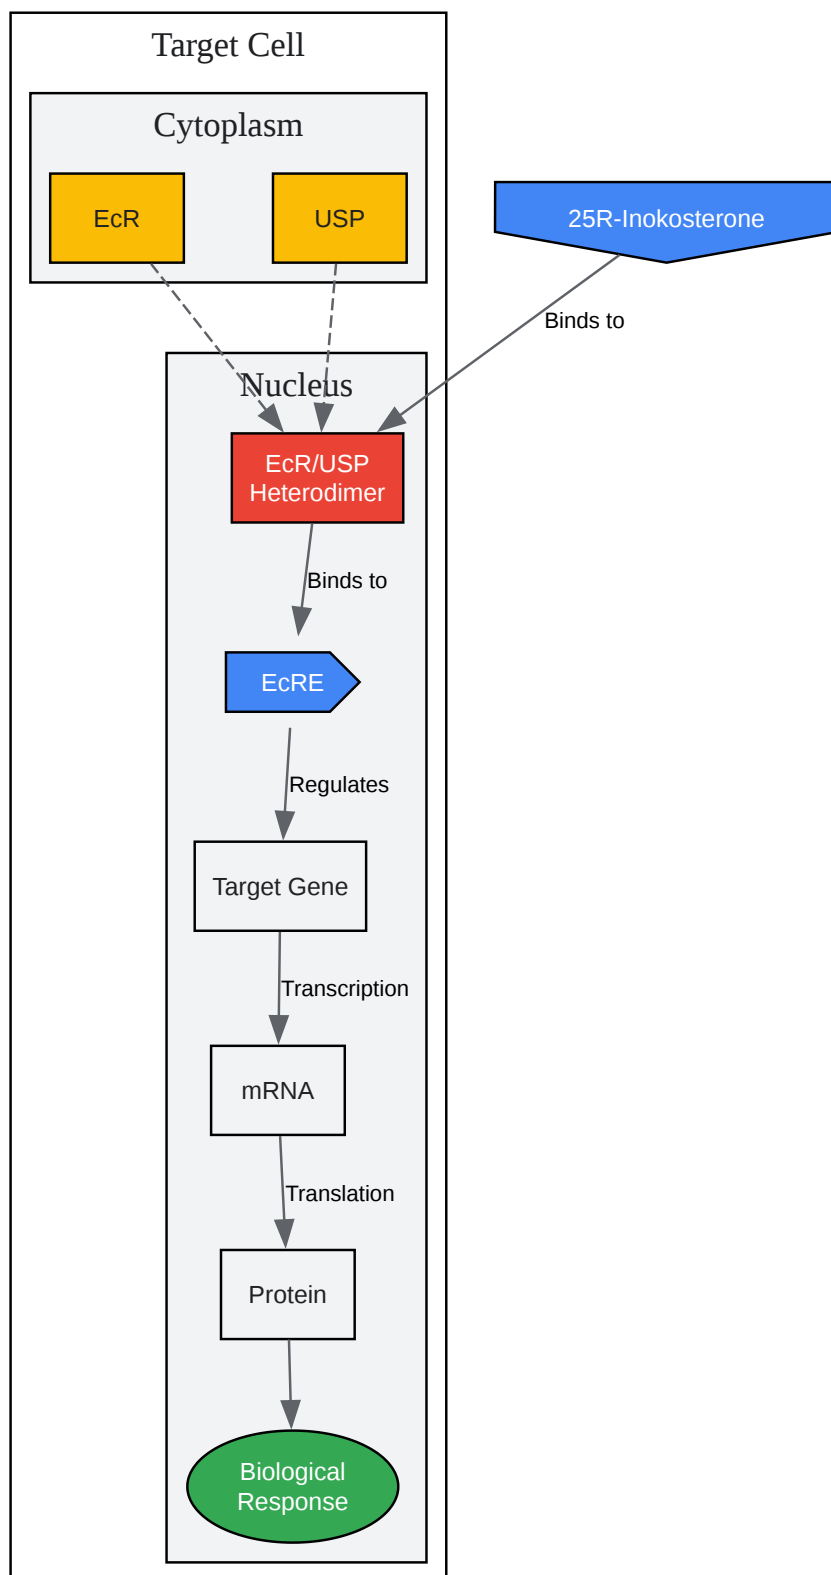 Target Cell
Cytoplasm
EcR
USP
25R-Inokosterone
Binds to
Nucleus
EcR/USP
Heterodimer
Binds to
EcRE
Regulates
Target Gene
Transcription
mRNA
Translation
Protein
Biological
Response